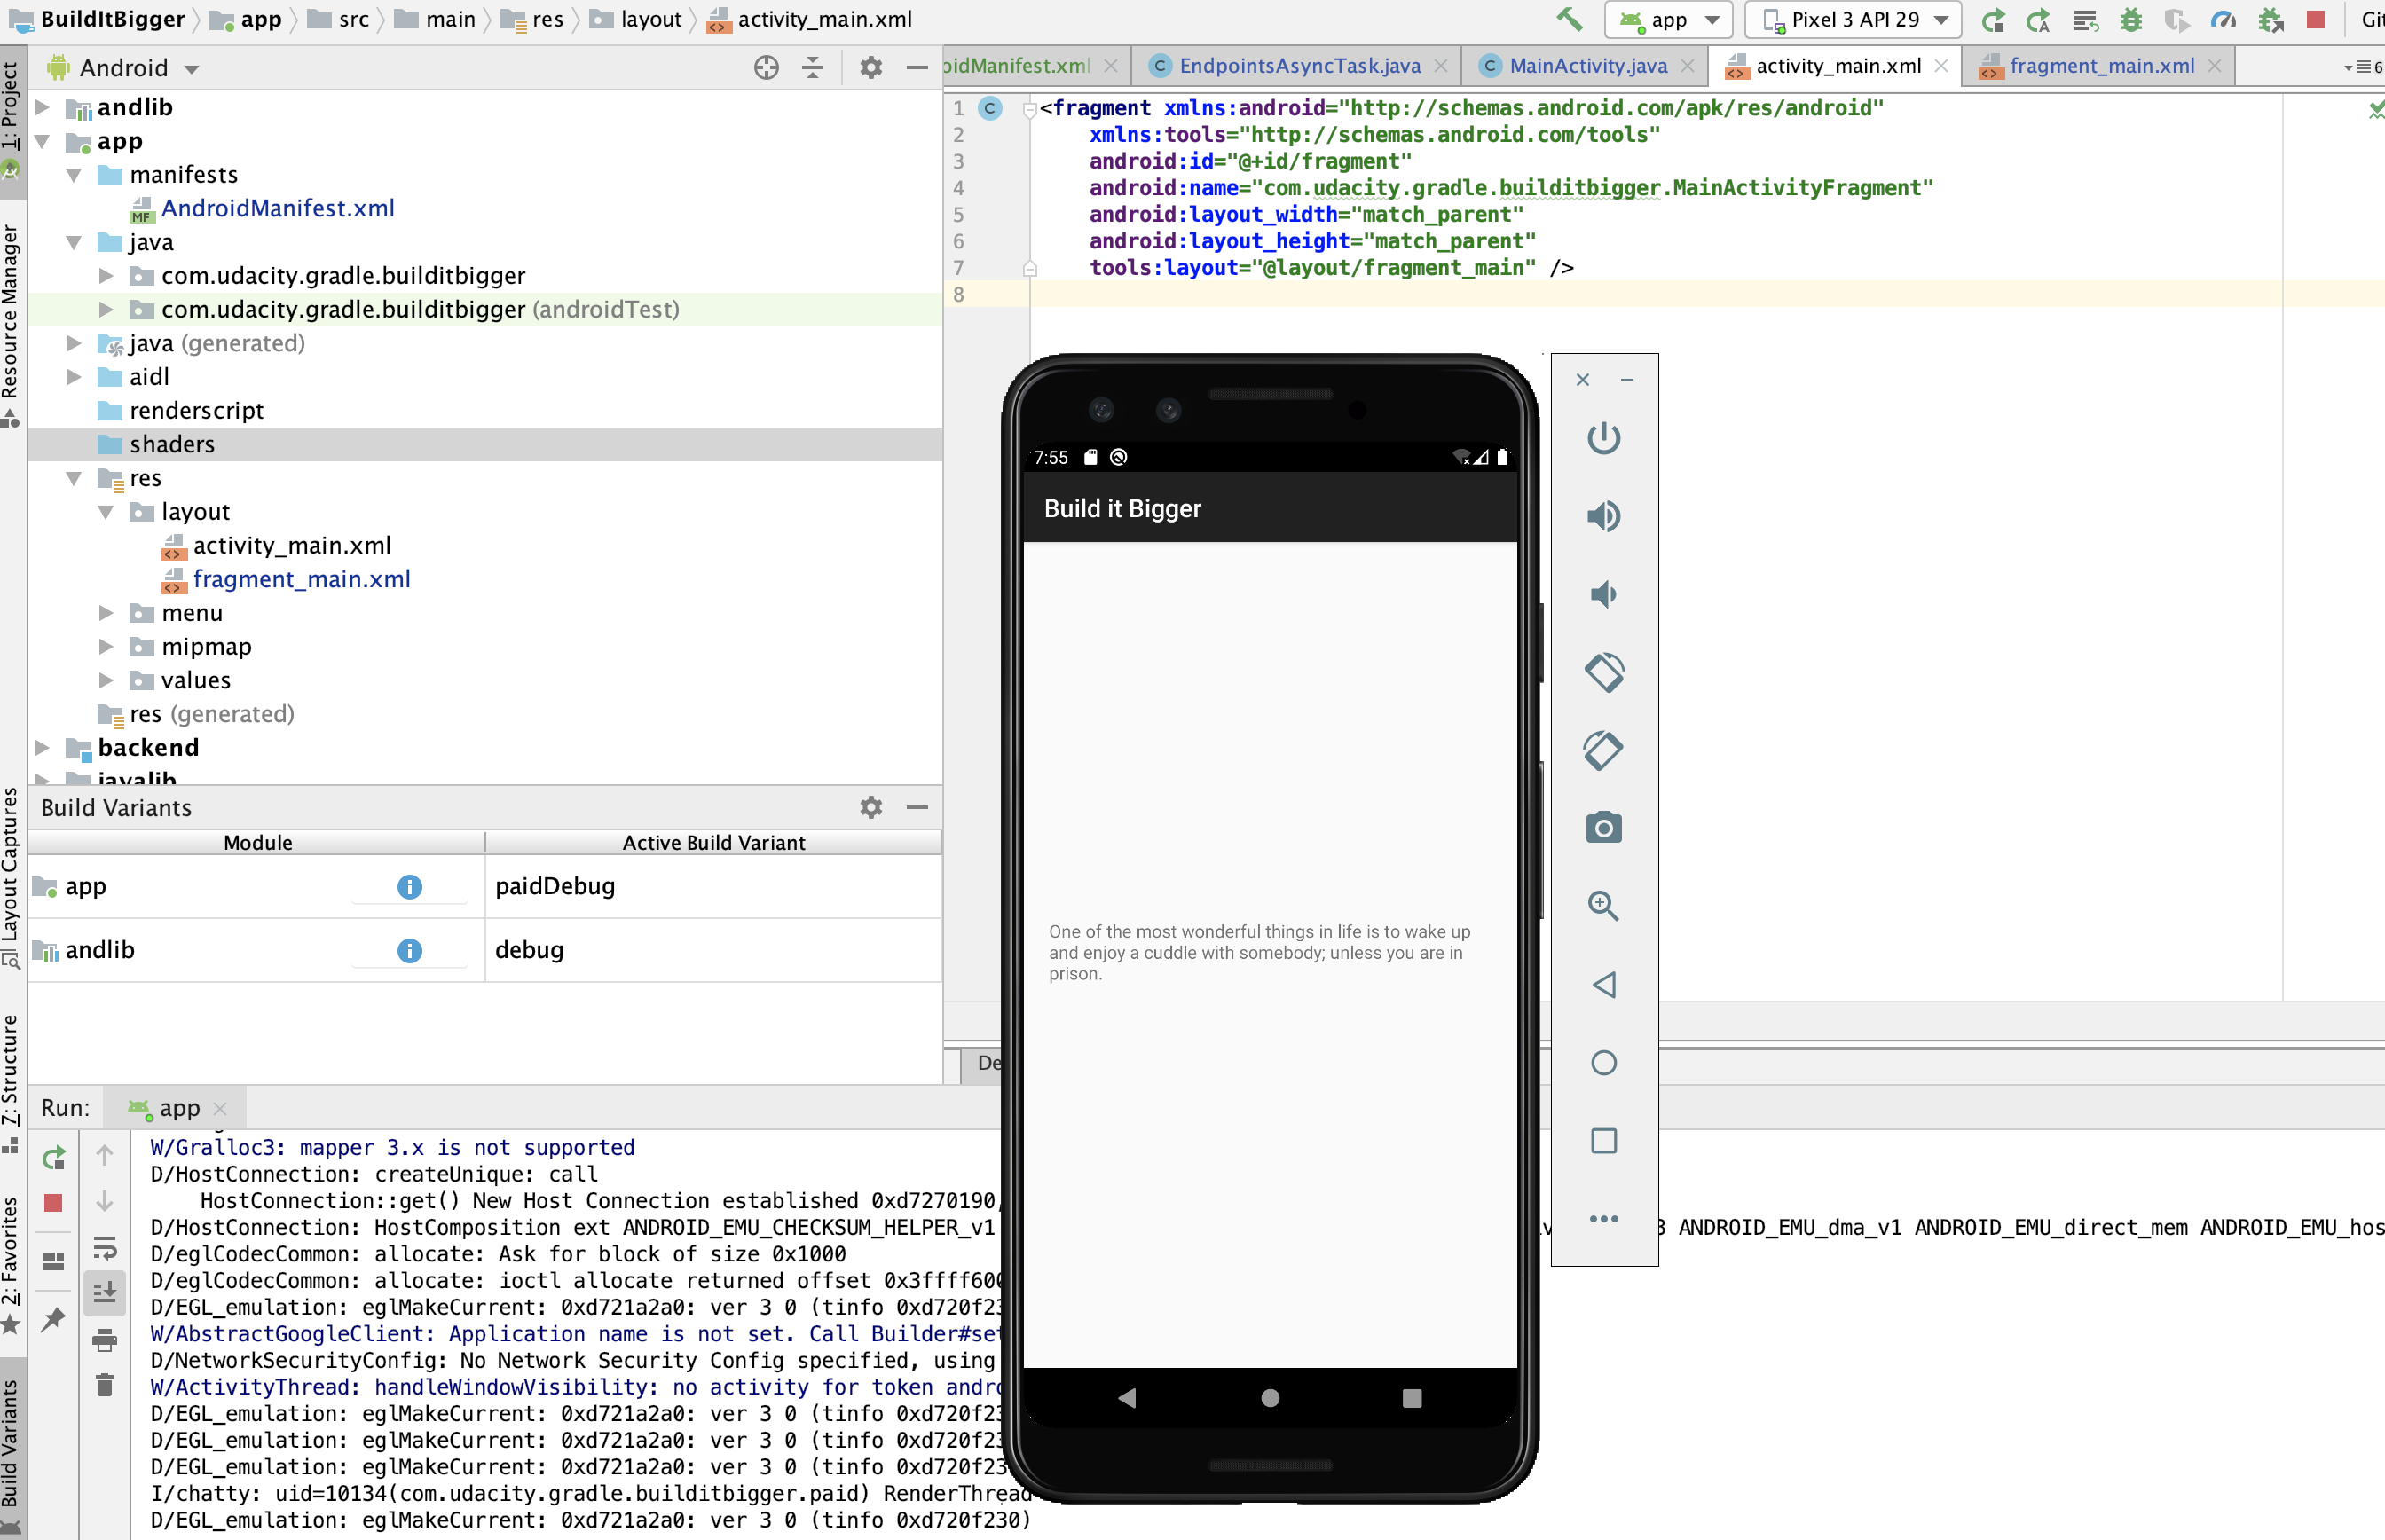 BuildItBigger app src main res layout activity_main.xml
app Pixel 3 API 29 Git
Android
oidManifest.xml EndpointsAsyncTask.java MainActivity.java activity_main.xml fragment_main.xml 6
1: Project
Resource Manager
Layout Captures
7: Structure
2: Favorites
Build Variants
andlib
app
manifests
MF AndroidManifest.xml
java
com.udacity.gradle.builditbigger
com.udacity.gradle.builditbigger (androidTest)
java (generated)
aidl
renderscript
shaders
res
layout
activity_main.xml
fragment_main.xml
menu
mipmap
values
res (generated)
backend
javalib
1 <fragment xmlns:android="http://schemas.android.com/apk/res/android"
2 xmlns:tools="http://schemas.android.com/tools"
3 android:id="@+id/fragment"
4 android:name="com.udacity.gradle.builditbigger.MainActivityFragment"
5 android:layout_width="match_parent"
6 android:layout_height="match_parent"
7 tools:layout="@layout/fragment_main" />
8
7:55
Build it Bigger
One of the most wonderful things in life is to wake up
and enjoy a cuddle with somebody; unless you are in
prison.
Build Variants
Module Active Build Variant
app paidDebug
andlib debug
De
Run: app
W/Gralloc3: mapper 3.x is not supported
D/HostConnection: createUnique: call
HostConnection::get() New Host Connection established 0xd7270190,
D/HostConnection: HostComposition ext ANDROID_EMU_CHECKSUM_HELPER_v1 ANDROID_EMU_dma_v1 ANDROID_EMU_direct_mem ANDROID_EMU_hos
D/eglCodecCommon: allocate: Ask for block of size 0x1000
D/eglCodecCommon: allocate: ioctl allocate returned offset 0x3ffff600
D/EGL_emulation: eglMakeCurrent: 0xd721a2a0: ver 3 0 (tinfo 0xd720f23
W/AbstractGoogleClient: Application name is not set. Call Builder#set
D/NetworkSecurityConfig: No Network Security Config specified, using
W/ActivityThread: handleWindowVisibility: no activity for token andro
D/EGL_emulation: eglMakeCurrent: 0xd721a2a0: ver 3 0 (tinfo 0xd720f23
D/EGL_emulation: eglMakeCurrent: 0xd721a2a0: ver 3 0 (tinfo 0xd720f23
D/EGL_emulation: eglMakeCurrent: 0xd721a2a0: ver 3 0 (tinfo 0xd720f23
I/chatty: uid=10134(com.udacity.gradle.builditbigger.paid) RenderThread
D/EGL_emulation: eglMakeCurrent: 0xd721a2a0: ver 3 0 (tinfo 0xd720f230)